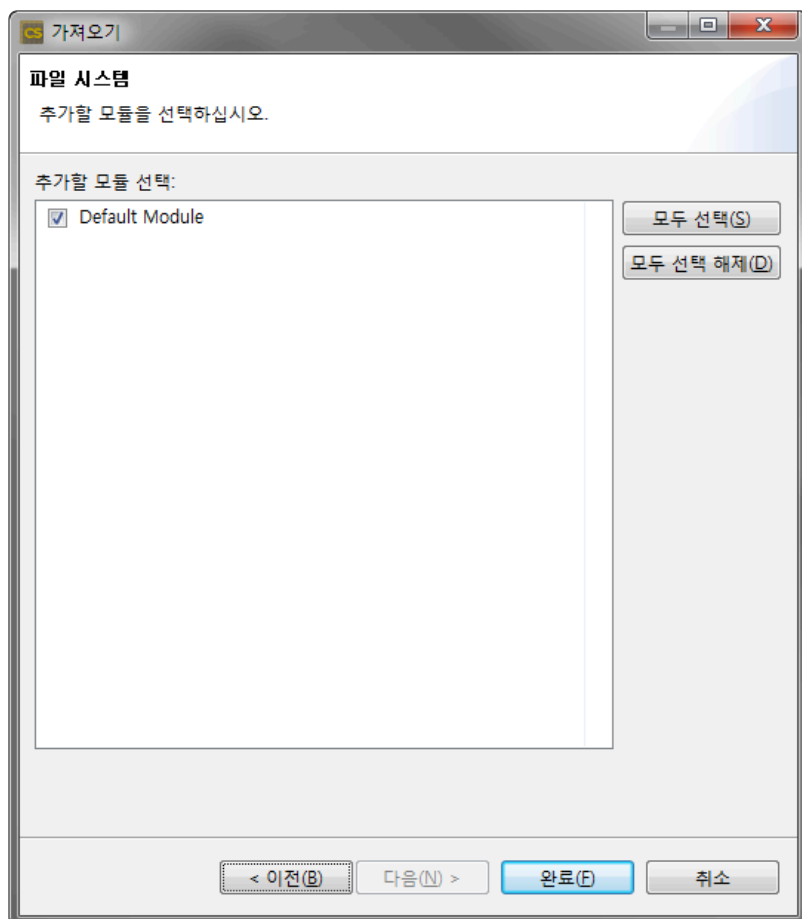 CS 가져오기
파일 시스템
추가할 모듈을 선택하십시오.
추가할 모듈 선택:
Default Module
모두 선택(S)
모두 선택 해제(D)
< 이전(B)
다음(N) >
완료(F)
취소